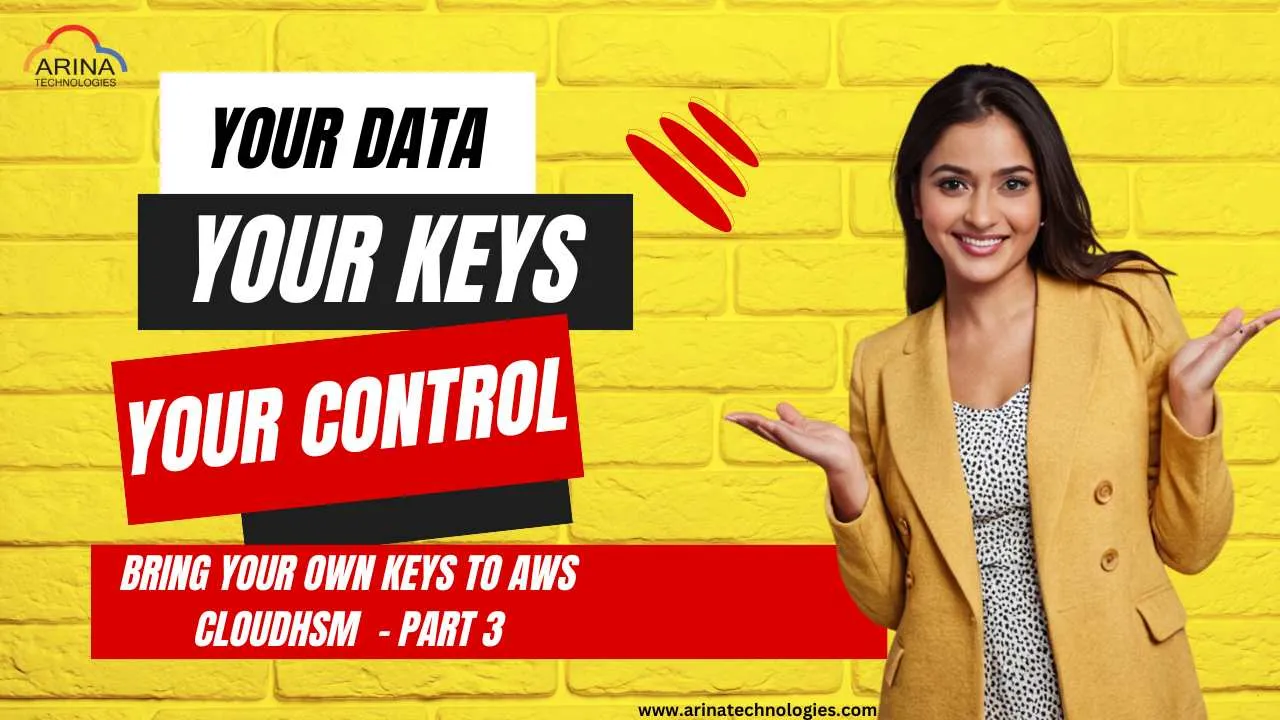 ARINA
TECHNOLOGIES
YOUR DATA
YOUR KEYS
YOUR CONTROL
BRING YOUR OWN KEYS TO AWS
CLOUDHSM - PART 3
www.arinatechnologies.com